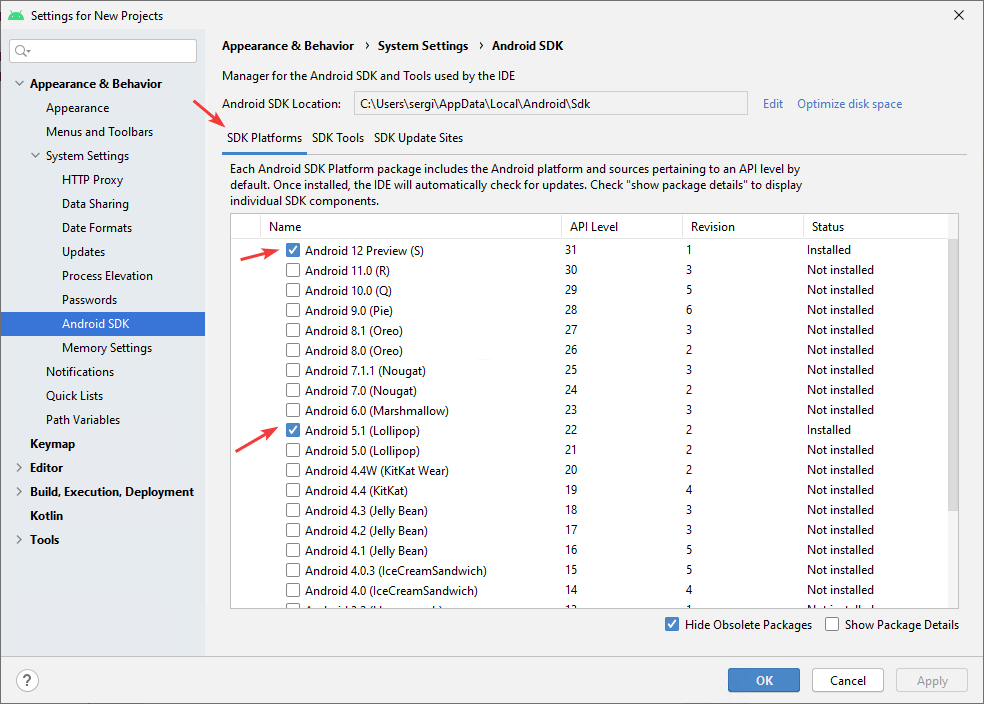 Settings for New Projects
Appearance & Behavior
Appearance
Menus and Toolbars
System Settings
HTTP Proxy
Data Sharing
Date Formats
Updates
Process Elevation
Passwords
Android SDK
Memory Settings
Notifications
Quick Lists
Path Variables
Keymap
Editor
Build, Execution, Deployment
Kotlin
Tools
Appearance & Behavior › System Settings › Android SDK
Manager for the Android SDK and Tools used by the IDE
Android SDK Location: C:\Users\sergi\AppData\Local\Android\Sdk Edit Optimize disk space
SDK Platforms SDK Tools SDK Update Sites
Each Android SDK Platform package includes the Android platform and sources pertaining to an API level by
default. Once installed, the IDE will automatically check for updates. Check "show package details" to display
individual SDK components.
Name API Level Revision Status
Android 12 Preview (S) 31 1 Installed
Android 11.0 (R) 30 3 Not installed
Android 10.0 (Q) 29 5 Not installed
Android 9.0 (Pie) 28 6 Not installed
Android 8.1 (Oreo) 27 3 Not installed
Android 8.0 (Oreo) 26 2 Not installed
Android 7.1.1 (Nougat) 25 3 Not installed
Android 7.0 (Nougat) 24 2 Not installed
Android 6.0 (Marshmallow) 23 3 Not installed
Android 5.1 (Lollipop) 22 2 Installed
Android 5.0 (Lollipop) 21 2 Not installed
Android 4.4W (KitKat Wear) 20 2 Not installed
Android 4.4 (KitKat) 19 4 Not installed
Android 4.3 (Jelly Bean) 18 3 Not installed
Android 4.2 (Jelly Bean) 17 3 Not installed
Android 4.1 (Jelly Bean) 16 5 Not installed
Android 4.0.3 (IceCreamSandwich) 15 5 Not installed
Android 4.0 (IceCreamSandwich) 14 4 Not installed
Hide Obsolete Packages Show Package Details
? OK Cancel Apply